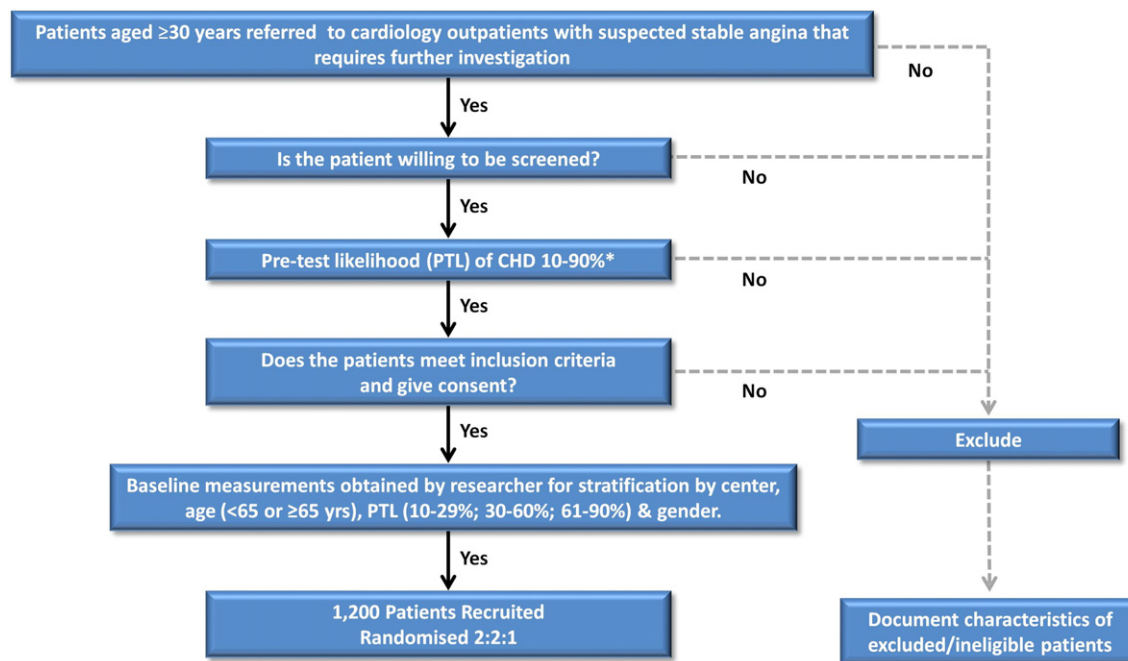 Patients aged ≥30 years referred to cardiology outpatients with suspected stable angina that
requires further investigation
No
Yes
Is the patient willing to be screened?
No
Yes
Pre-test likelihood (PTL) of CHD 10-90%*
No
Yes
Does the patients meet inclusion criteria
and give consent?
No
Yes
Exclude
Baseline measurements obtained by researcher for stratification by center,
age (<65 or ≥65 yrs), PTL (10-29%; 30-60%; 61-90%) & gender.
Yes
1,200 Patients Recruited
Randomised 2:2:1
Document characteristics of
excluded/ineligible patients